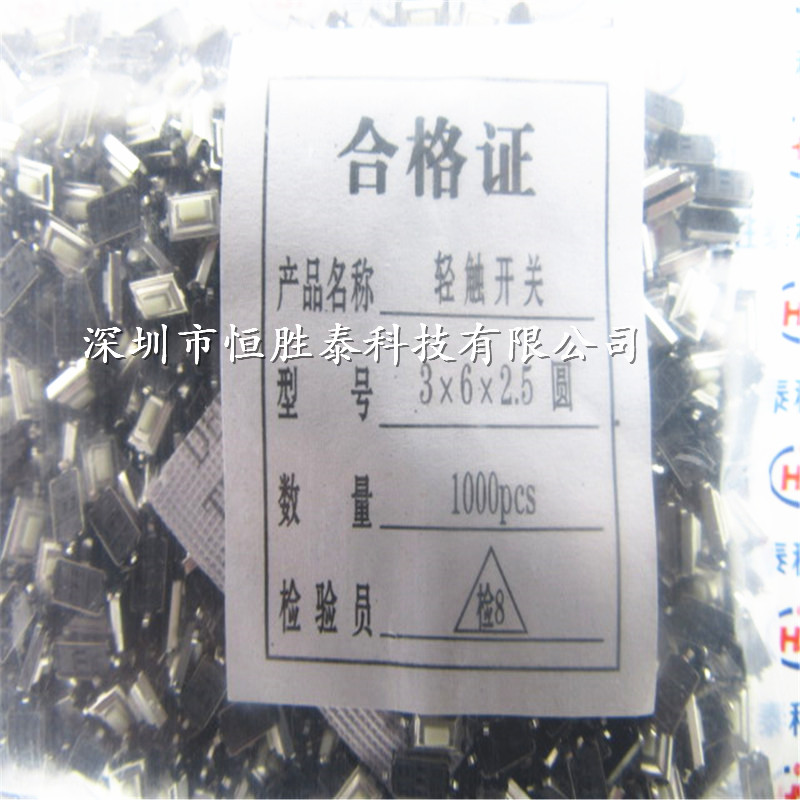 合格证
产品名称 轻触开关
深圳市恒胜泰科技有限公司
型号 3×6×2.5 圆
数量 1000pcs
检验员 检8